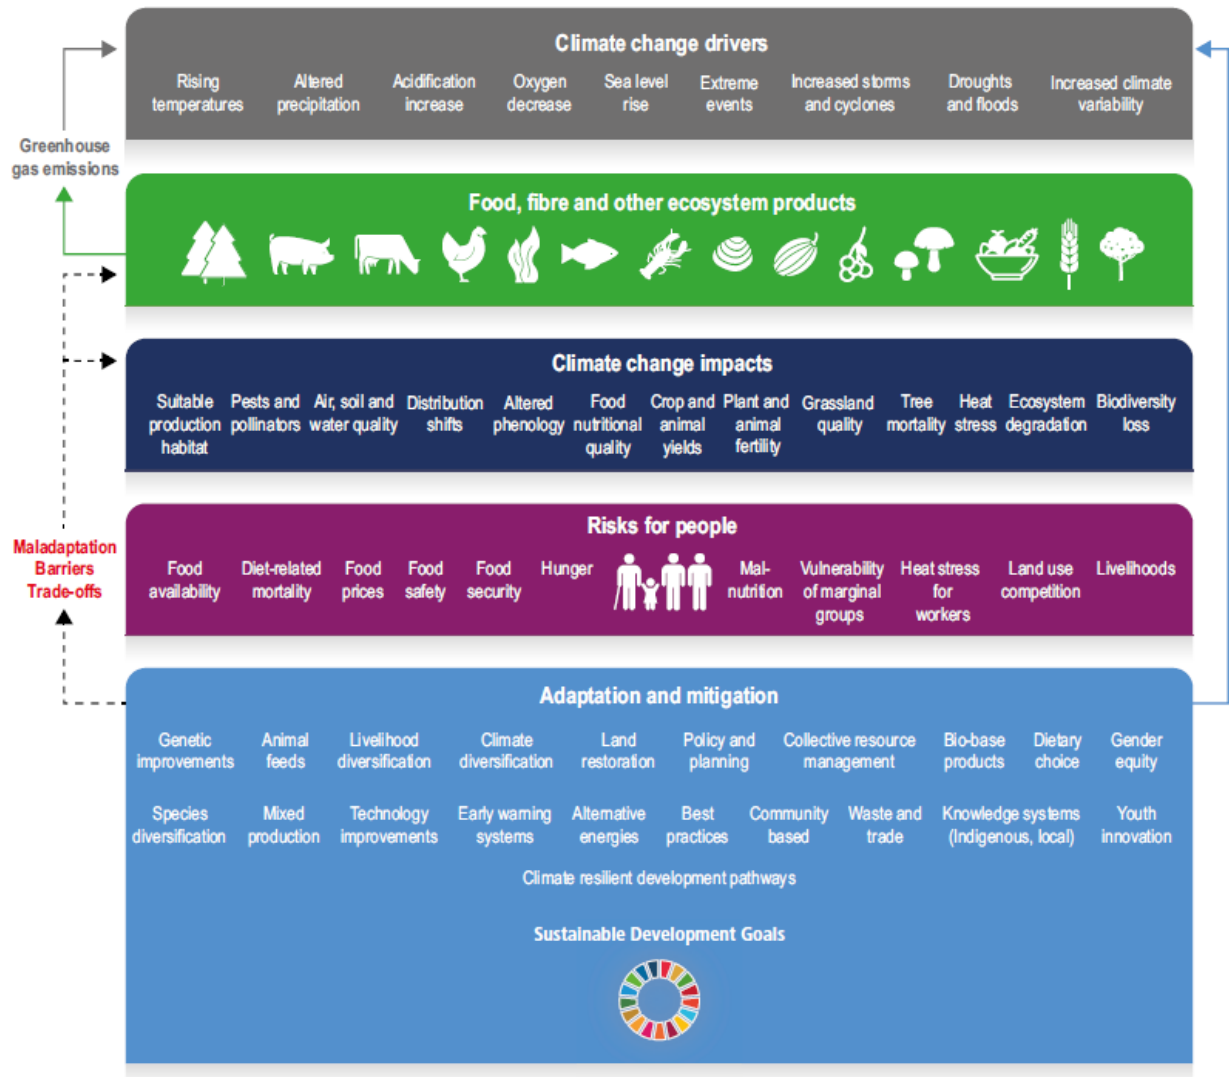 Climate change drivers
Rising
temperatures
Altered
precipitation
Acidification
increase
Oxygen
decrease
Sea level
rise
Extreme
events
Increased storms
and cyclones
Droughts
and floods
Increased climate
variability
Greenhouse
gas emissions
Food, fibre and other ecosystem products
Climate change impacts
Suitable
production
habitat
Pests and
pollinators
Air, soil and
water quality
Distribution
shifts
Altered
phenology
Food
nutritional
quality
Crop and
animal
yields
Plant and
animal
fertility
Grassland
quality
Tree
mortality
Heat
stress
Ecosystem
degradation
Biodiversity
loss
Maladaptation
Barriers
Trade-offs
Risks for people
Food
availability
Diet-related
mortality
Food
prices
Food
safety
Food
security
Hunger
Mal-
nutrition
Vulnerability
of marginal
groups
Heat stress
for
workers
Land use
competition
Livelihoods
Adaptation and mitigation
Genetic
improvements
Animal
feeds
Livelihood
diversification
Climate
diversification
Land
restoration
Policy and
planning
Collective resource
management
Bio-base
products
Dietary
choice
Gender
equity
Species
diversification
Mixed
production
Technology
improvements
Early warning
systems
Alternative
energies
Best
practices
Community
based
Waste and
trade
Knowledge systems
(Indigenous, local)
Youth
innovation
Climate resilient development pathways
Sustainable Development Goals